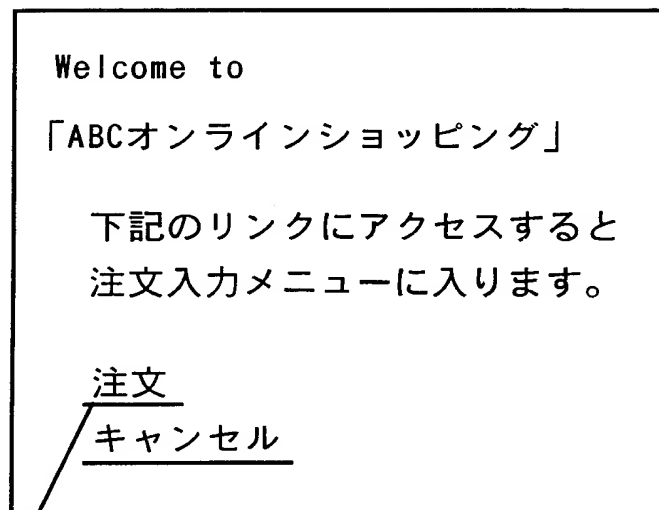 Welcome to
「ABCオンラインショッピング」
下記のリンクにアクセスすると
注文入力メニューに入ります。
注文
キャンセル